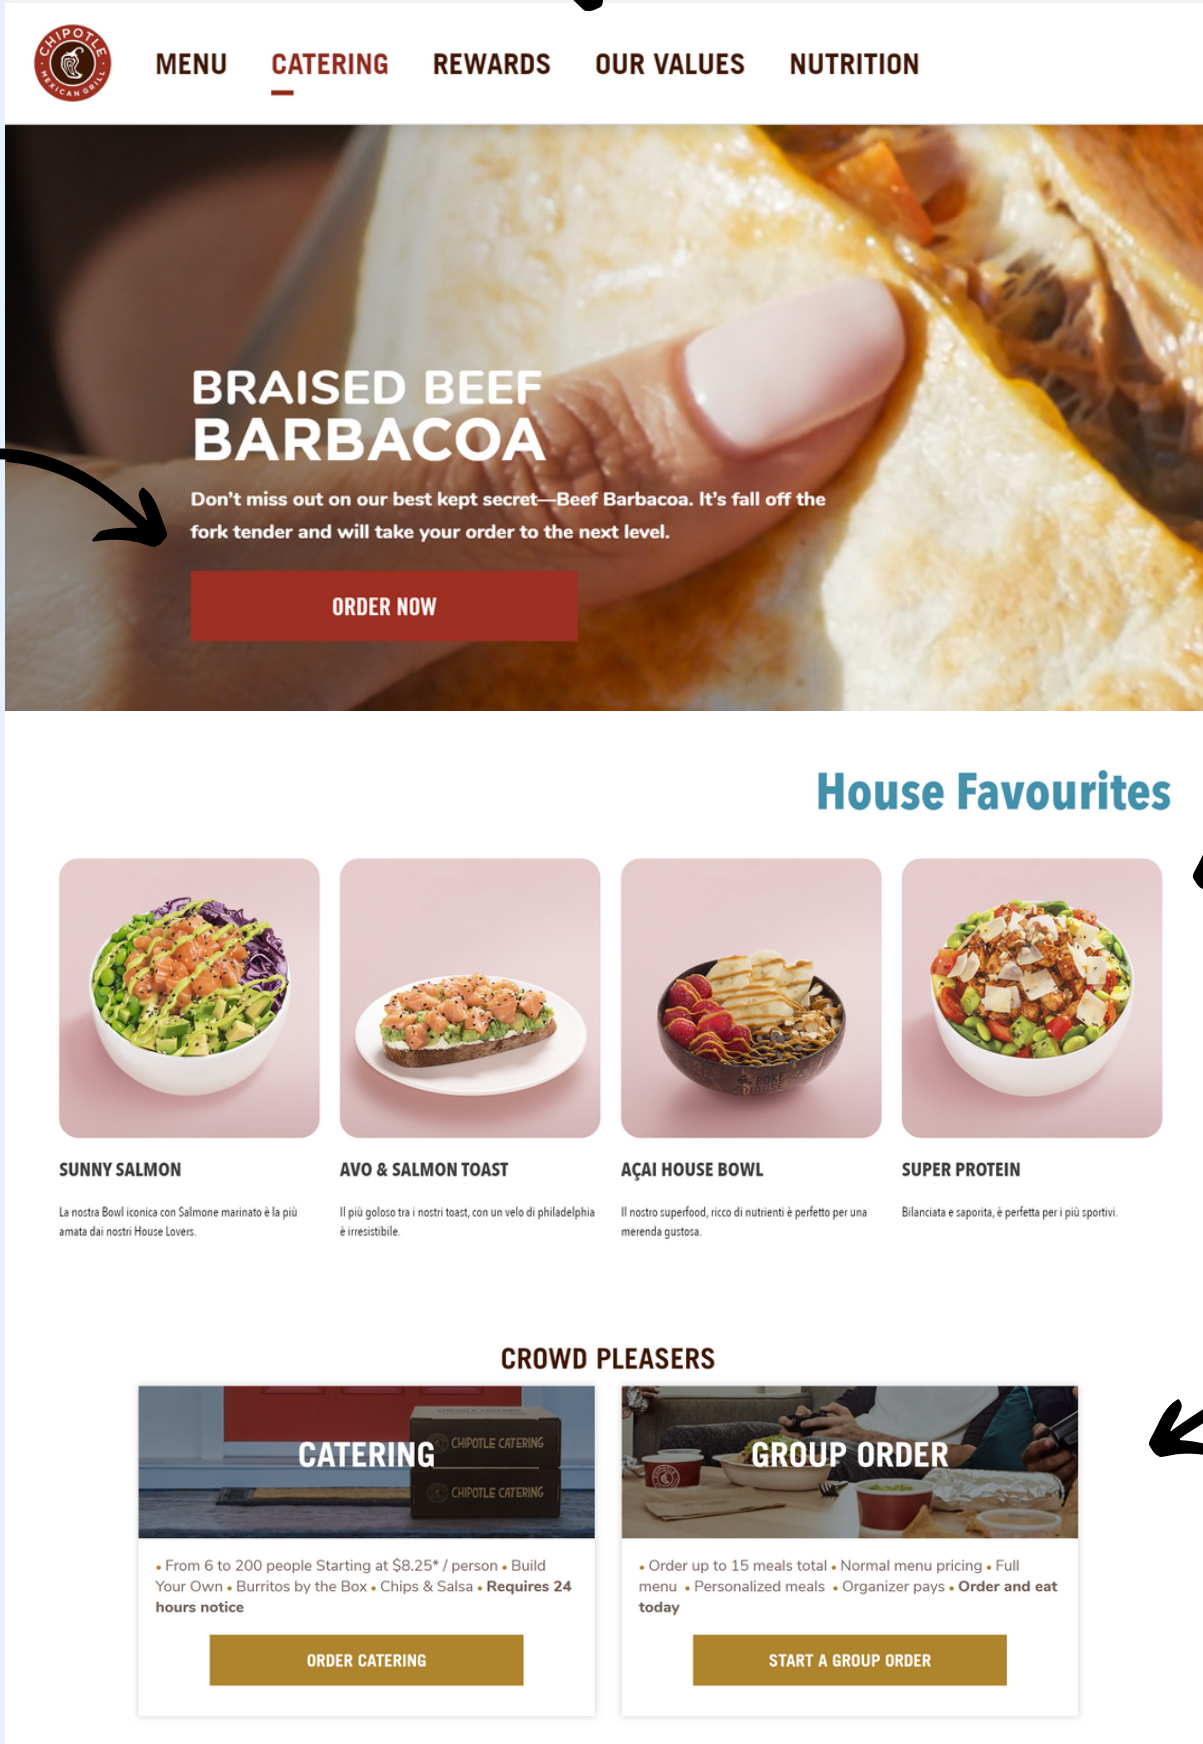 CHIPOTLE
MEXICAN GRILL
MENU CATERING REWARDS OUR VALUES NUTRITION
BRAISED BEEF
BARBACOA
Don't miss out on our best kept secret—Beef Barbacoa. It's fall off the
fork tender and will take your order to the next level.
ORDER NOW
House Favourites
POKE
HOUSE
SUNNY SALMON
La nostra Bowl iconica con Salmone marinato è la più
amata dai nostri House Lovers.
AVO & SALMON TOAST
Il più goloso tra i nostri toast, con un velo di philadelphia
è irresistibile.
AÇAI HOUSE BOWL
Il nostro superfood, ricco di nutrienti è perfetto per una
merenda gustosa.
SUPER PROTEIN
Bilanciata e saporita, è perfetta per i più sportivi.
CROWD PLEASERS
CATERING
CHIPOTLE CATERING
CHIPOTLE CATERING
• From 6 to 200 people Starting at $8.25* / person • Build
Your Own • Burritos by the Box • Chips & Salsa • Requires 24
hours notice
ORDER CATERING
GROUP ORDER
• Order up to 15 meals total • Normal menu pricing • Full
menu • Personalized meals • Organizer pays • Order and eat
today
START A GROUP ORDER